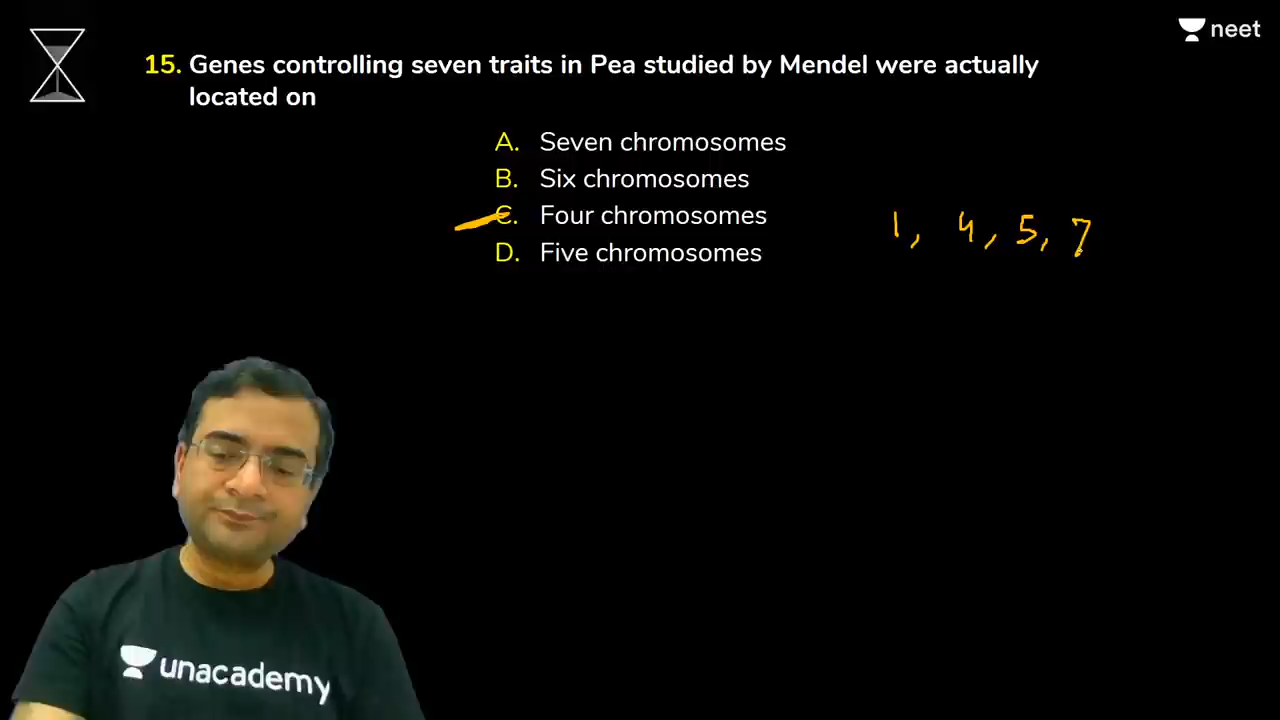 neet
15. Genes controlling seven traits in Pea studied by Mendel were actually
located on
A. Seven chromosomes
B. Six chromosomes
C. Four chromosomes
D. Five chromosomes
1, 4, 5, 7
unacademy